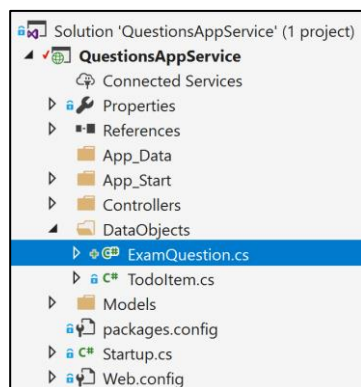 Solution 'QuestionsAppService' (1 project)
QuestionsAppService
Connected Services
Properties
References
App_Data
App_Start
Controllers
DataObjects
C# ExamQuestion.cs
C# TodoItem.cs
Models
packages.config
C# Startup.cs
Web.config